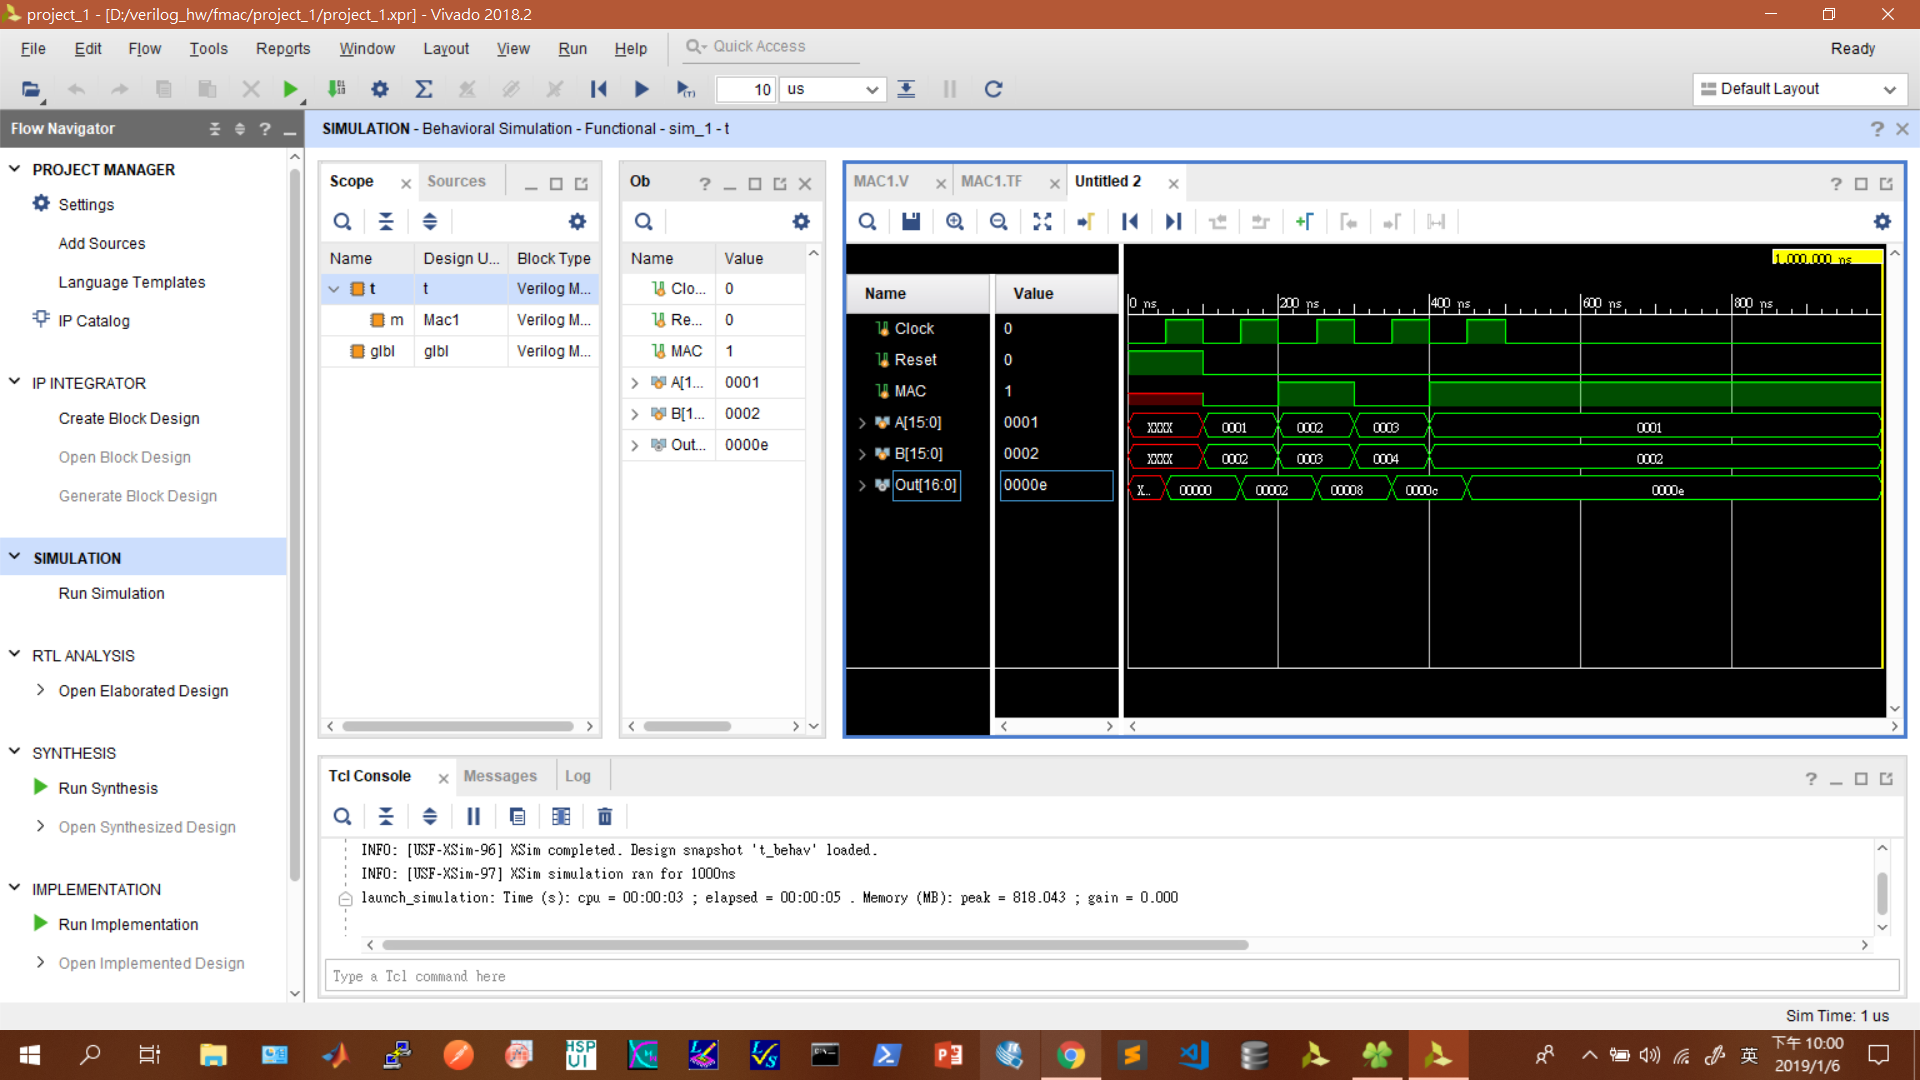 project_1 - [D:/verilog_hw/fmac/project_1/project_1.xpr] - Vivado 2018.2
File Edit Flow Tools Reports Window Layout View Run Help Quick Access Ready
10 us Default Layout
Flow Navigator
SIMULATION - Behavioral Simulation - Functional - sim_1 - t
PROJECT MANAGER
Settings
Add Sources
Language Templates
IP Catalog
IP INTEGRATOR
Create Block Design
Open Block Design
Generate Block Design
SIMULATION
Run Simulation
RTL ANALYSIS
Open Elaborated Design
SYNTHESIS
Run Synthesis
Open Synthesized Design
IMPLEMENTATION
Run Implementation
Open Implemented Design
Scope Sources
Name Design U... Block Type
t t Verilog M...
m Mac1 Verilog M...
glbl glbl Verilog M...
Ob
Name Value
Clo... 0
Re... 0
MAC 1
A[1... 0001
B[1... 0002
Out... 0000e
MAC1.V MAC1.TF Untitled 2
1,000.000 ns
Name Value 0 ns 200 ns 400 ns 600 ns 800 ns
Clock 0
Reset 0
MAC 1
A[15:0] 0001 XXXX 0001 0002 0003 0001
B[15:0] 0002 XXXX 0002 0003 0004 0002
Out[16:0] 0000e X... 00000 00002 00008 0000c 0000e
Tcl Console Messages Log
INFO: [USF-XSim-96] XSim completed. Design snapshot 't_behav' loaded.
INFO: [USF-XSim-97] XSim simulation ran for 1000ns
launch_simulation: Time (s): cpu = 00:00:03 ; elapsed = 00:00:05 . Memory (MB): peak = 818.043 ; gain = 0.000
Type a Tcl command here
Sim Time: 1 us
HSP
UI
英
下午 10:00
2019/1/6